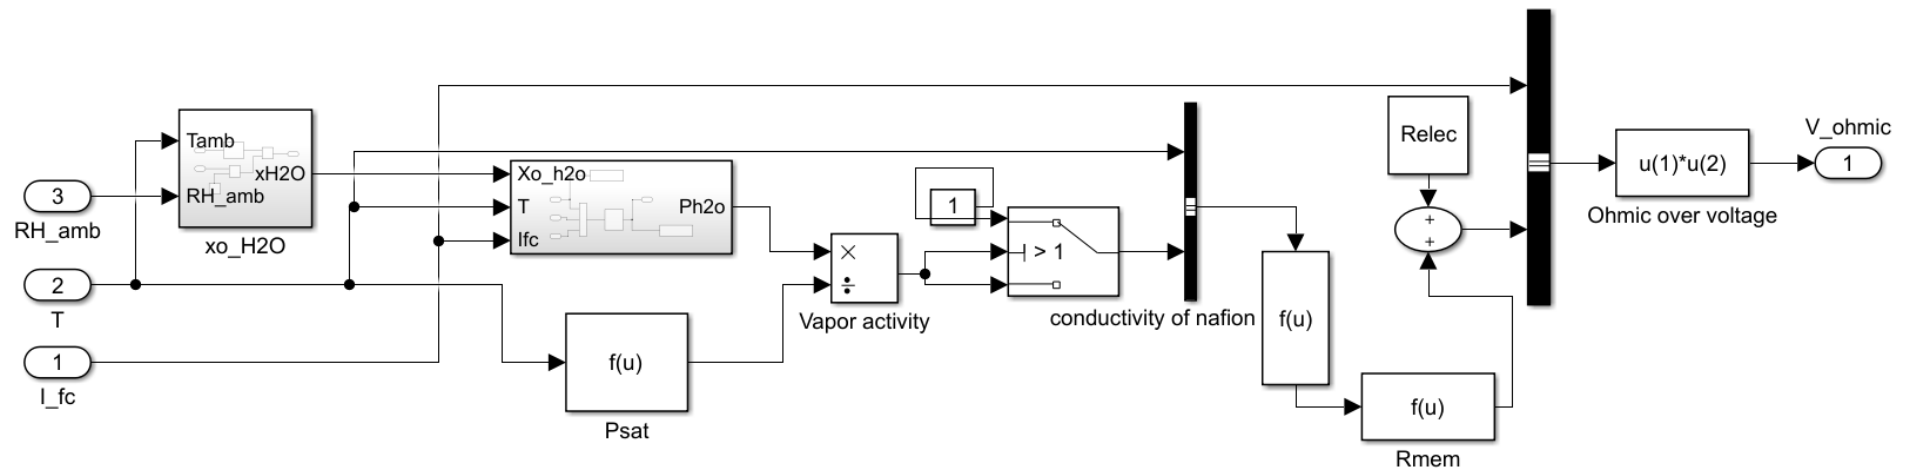 3
RH_amb
2
T
1
I_fc
Tamb
xH2O
RH_amb
xo_H2O
Xo_h2o
T
Ph2o
Ifc
f(u)
Psat
×
÷
Vapor activity
1
> 1
conductivity of nafion
f(u)
f(u)
Rmem
Relec
+
+
u(1)*u(2)
Ohmic over voltage
V_ohmic
1